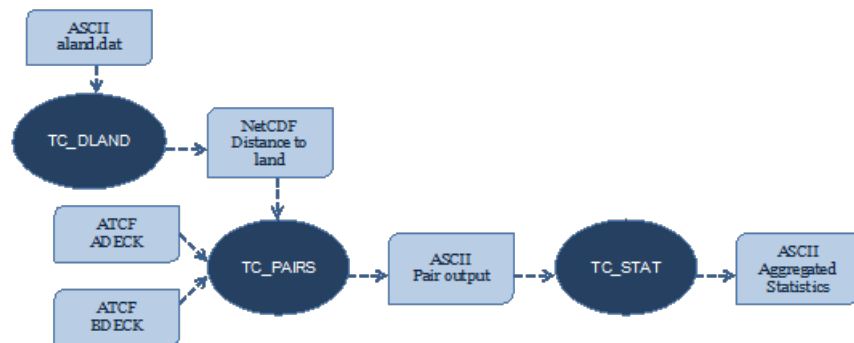 ASCII
aland.dat
TC_DLAND
NetCDF
Distance to
land
ATCF
ADECK
TC_PAIRS
ASCII
Pair output
TC_STAT
ASCII
Aggregated
Statistics
ATCF
BDECK